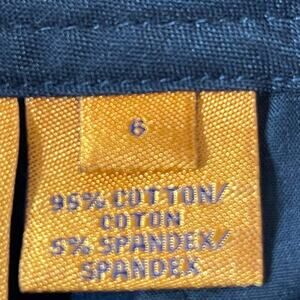 6
95% COTTON/
COTON
5% SPANDEX/
SPANDEX